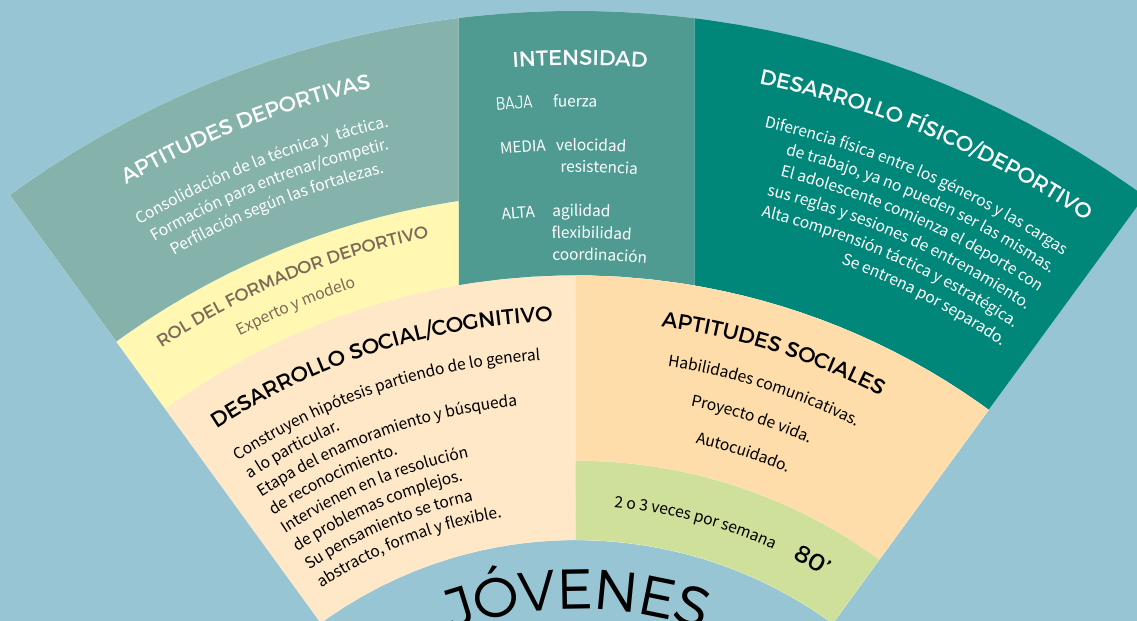 APTITUDES DEPORTIVAS
Consolidación de la técnica y táctica.
Formación para entrenar/competir.
Perfilación según las fortalezas.
ROL DEL FORMADOR DEPORTIVO
Experto y modelo
INTENSIDAD
BAJA fuerza
MEDIA velocidad
resistencia
ALTA agilidad
flexibilidad
coordinación
DESARROLLO FÍSICO/DEPORTIVO
Diferencia física entre los géneros y las cargas
de trabajo, ya no pueden ser las mismas.
El adolescente comienza el deporte con
sus reglas y sesiones de entrenamiento.
Alta comprensión táctica y estratégica.
Se entrena por separado.
DESARROLLO SOCIAL/COGNITIVO
Construyen hipótesis partiendo de lo general
a lo particular.
Etapa del enamoramiento y búsqueda
de reconocimiento.
Intervienen en la resolución
de problemas complejos.
Su pensamiento se torna
abstracto, formal y flexible.
APTITUDES SOCIALES
Habilidades comunicativas.
Proyecto de vida.
Autocuidado.
2 o 3 veces por semana 80’
JÓVENES